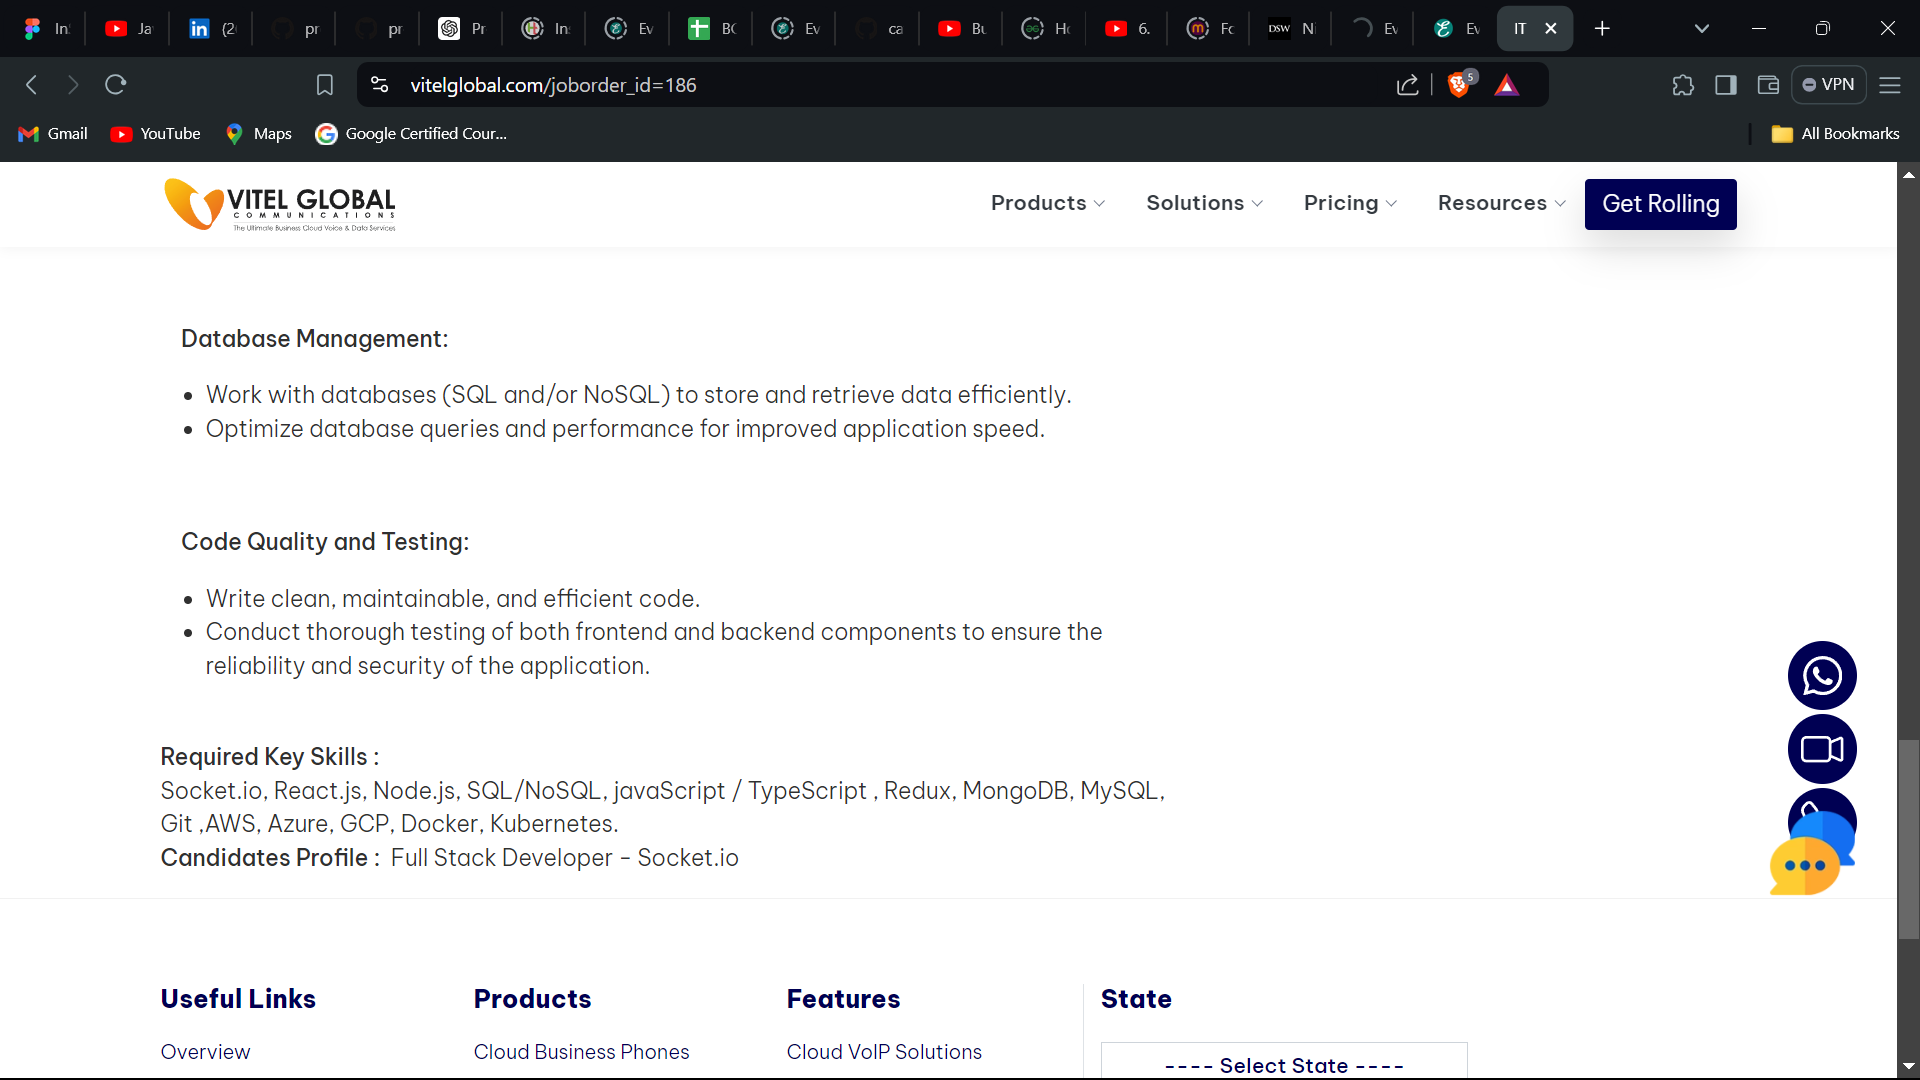 In
Ja
(2
pr
pr
Pr
In
Ev
BC
Ev
ca
Bu
Ho
6.
Fo
DSW
Ni
Ev
Ev
IT
vitelglobal.com/joborder_id=186
5
VPN
Gmail
YouTube
Maps
Google Certified Cour...
All Bookmarks
VITEL GLOBAL
COMMUNICATIONS
The Ultimate Business Cloud Voice & Data Services
Products
Solutions
Pricing
Resources
Get Rolling
Database Management:
• Work with databases (SQL and/or NoSQL) to store and retrieve data efficiently.
• Optimize database queries and performance for improved application speed.
Code Quality and Testing:
• Write clean, maintainable, and efficient code.
• Conduct thorough testing of both frontend and backend components to ensure the
reliability and security of the application.
Required Key Skills :
Socket.io, React.js, Node.js, SQL/NoSQL, javaScript / TypeScript , Redux, MongoDB, MySQL,
Git ,AWS, Azure, GCP, Docker, Kubernetes.
Candidates Profile : Full Stack Developer - Socket.io
Useful Links
Products
Features
State
Overview
Cloud Business Phones
Cloud VoIP Solutions
---- Select State ----